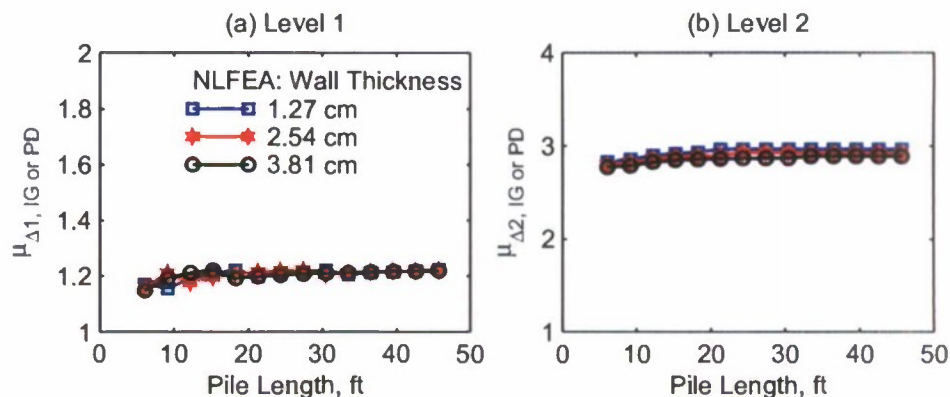 (a) Level 1
2
1.8
1.6
1.4
1.2
1
μΔ1, IG or PD
NLFEA: Wall Thickness
1.27 cm
2.54 cm
3.81 cm
0 10 20 30 40 50
Pile Length, ft
(b) Level 2
4
3
2
1
μΔ2, IG or PD
0 10 20 30 40 50
Pile Length, ft